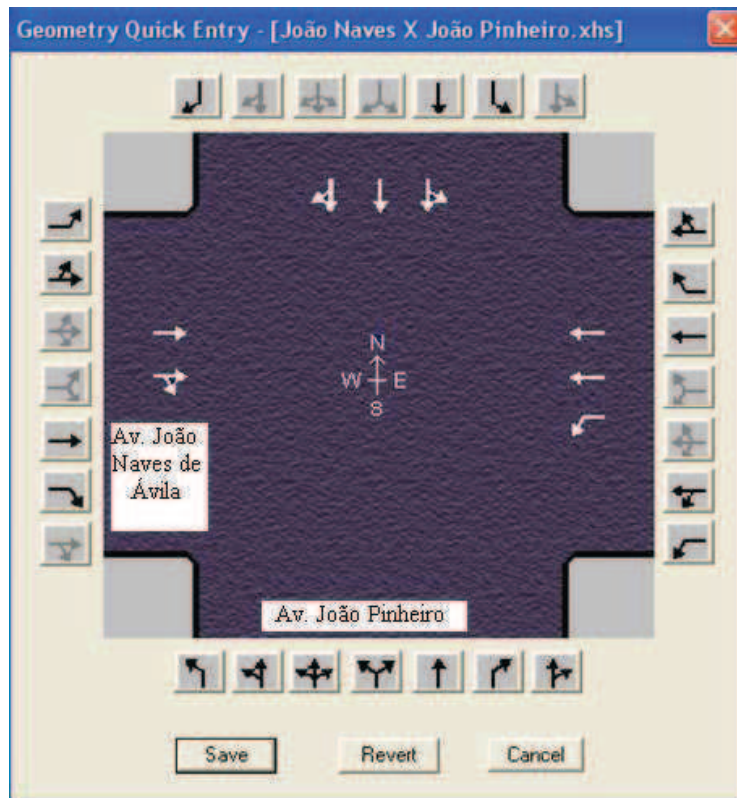 Geometry Quick Entry - [João Naves X João Pinheiro.xhs]
N
W E
S
Av. João
Naves de
Ávila
Av. João Pinheiro
Save Revert Cancel